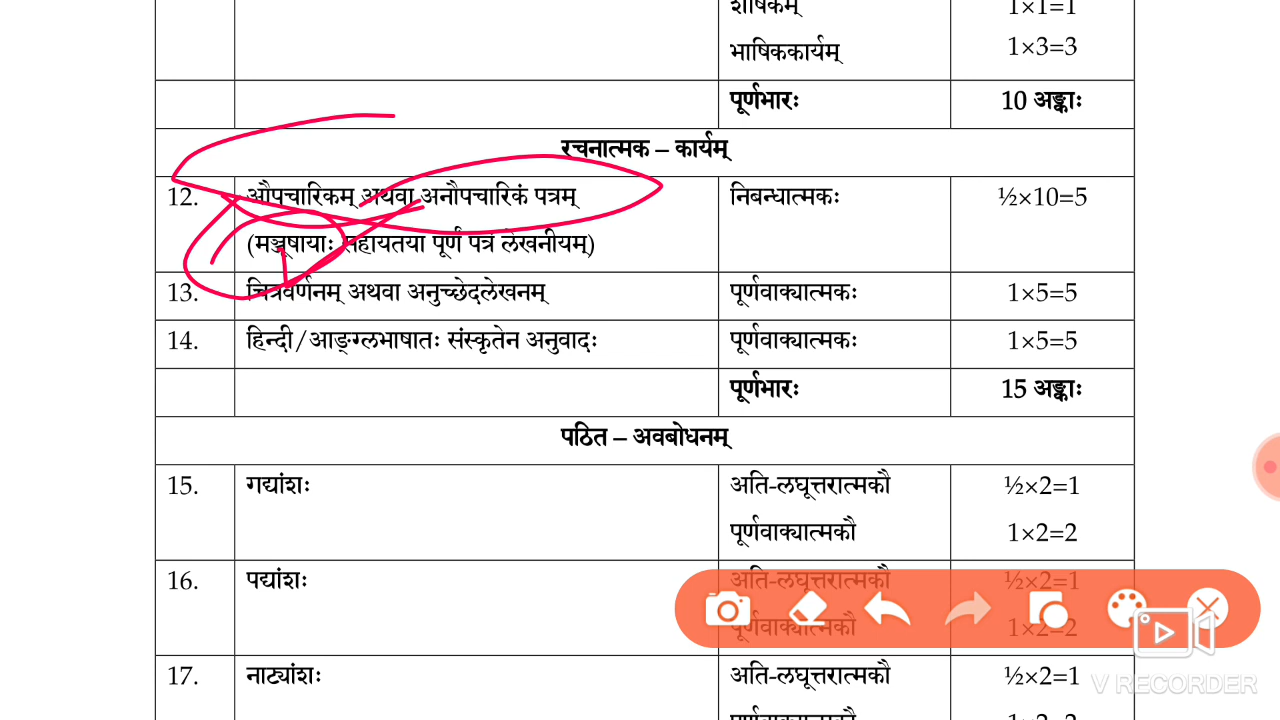 शीर्षकम् 1×1=1
भाषिककार्यम् 1×3=3
पूर्णभारः 10 अङ्काः
रचनात्मक – कार्यम्
12. औपचारिकम् अथवा अनौपचारिकं पत्रम् निबन्धात्मकः ½×10=5
(मञ्जूषायाः सहायतया पूर्णं पत्रं लेखनीयम्)
13. चित्रवर्णनम् अथवा अनुच्छेदलेखनम् पूर्णवाक्यात्मकः 1×5=5
14. हिन्दी/आङ्ग्लभाषातः संस्कृतेन अनुवादः पूर्णवाक्यात्मकः 1×5=5
पूर्णभारः 15 अङ्काः
पठित – अवबोधनम्
15. गद्यांशः अति-लघूत्तरात्मकौ ½×2=1
पूर्णवाक्यात्मकौ 1×2=2
16. पद्यांशः अति-लघूत्तरात्मकौ ½×2=1
पूर्णवाक्यात्मकौ 1×2=2
17. नाट्यांशः अति-लघूत्तरात्मकौ ½×2=1
V RECORDER